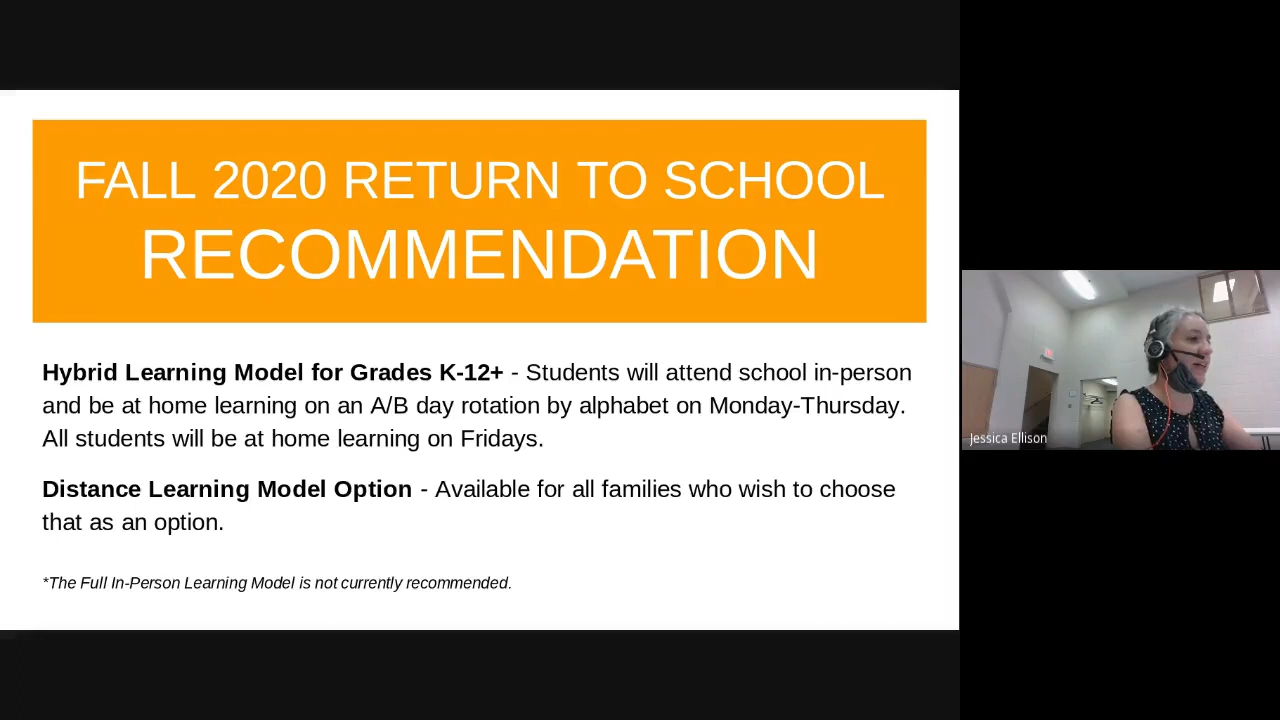 FALL 2020 RETURN TO SCHOOL
RECOMMENDATION
Hybrid Learning Model for Grades K-12+ - Students will attend school in-person
and be at home learning on an A/B day rotation by alphabet on Monday-Thursday.
All students will be at home learning on Fridays.
Distance Learning Model Option - Available for all families who wish to choose
that as an option.
*The Full In-Person Learning Model is not currently recommended.
Jessica Ellison